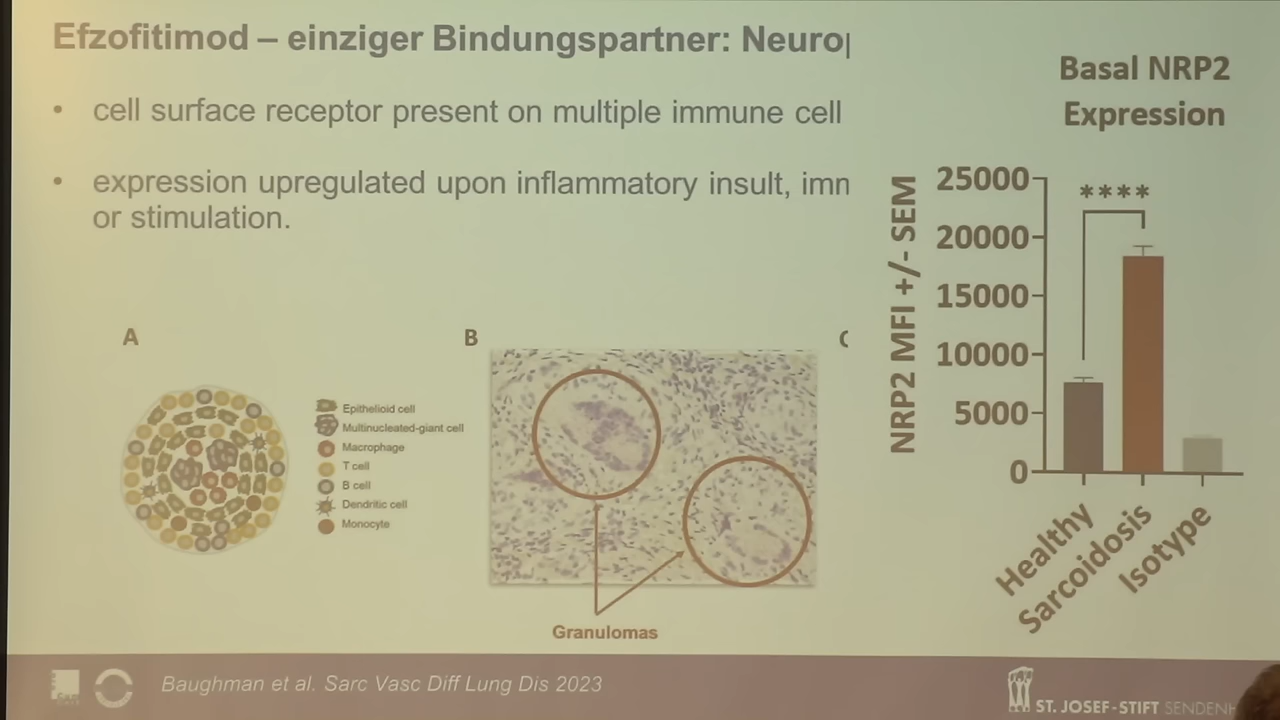 Efzofitimod – einziger Bindungspartner: Neurop
• cell surface receptor present on multiple immune cell
• expression upregulated upon inflammatory insult, imm
or stimulation.
A
Epithelioid cell
Multinucleated-giant cell
Macrophage
T cell
B cell
Dendritic cell
Monocyte
B
Granulomas
C
Basal NRP2
Expression
NRP2 MFI +/- SEM
25000
20000
15000
10000
5000
0
****
Healthy
Sarcoidosis
Isotype
Baughman et al. Sarc Vasc Diff Lung Dis 2023
ST. JOSEF-STIFT SENDENH